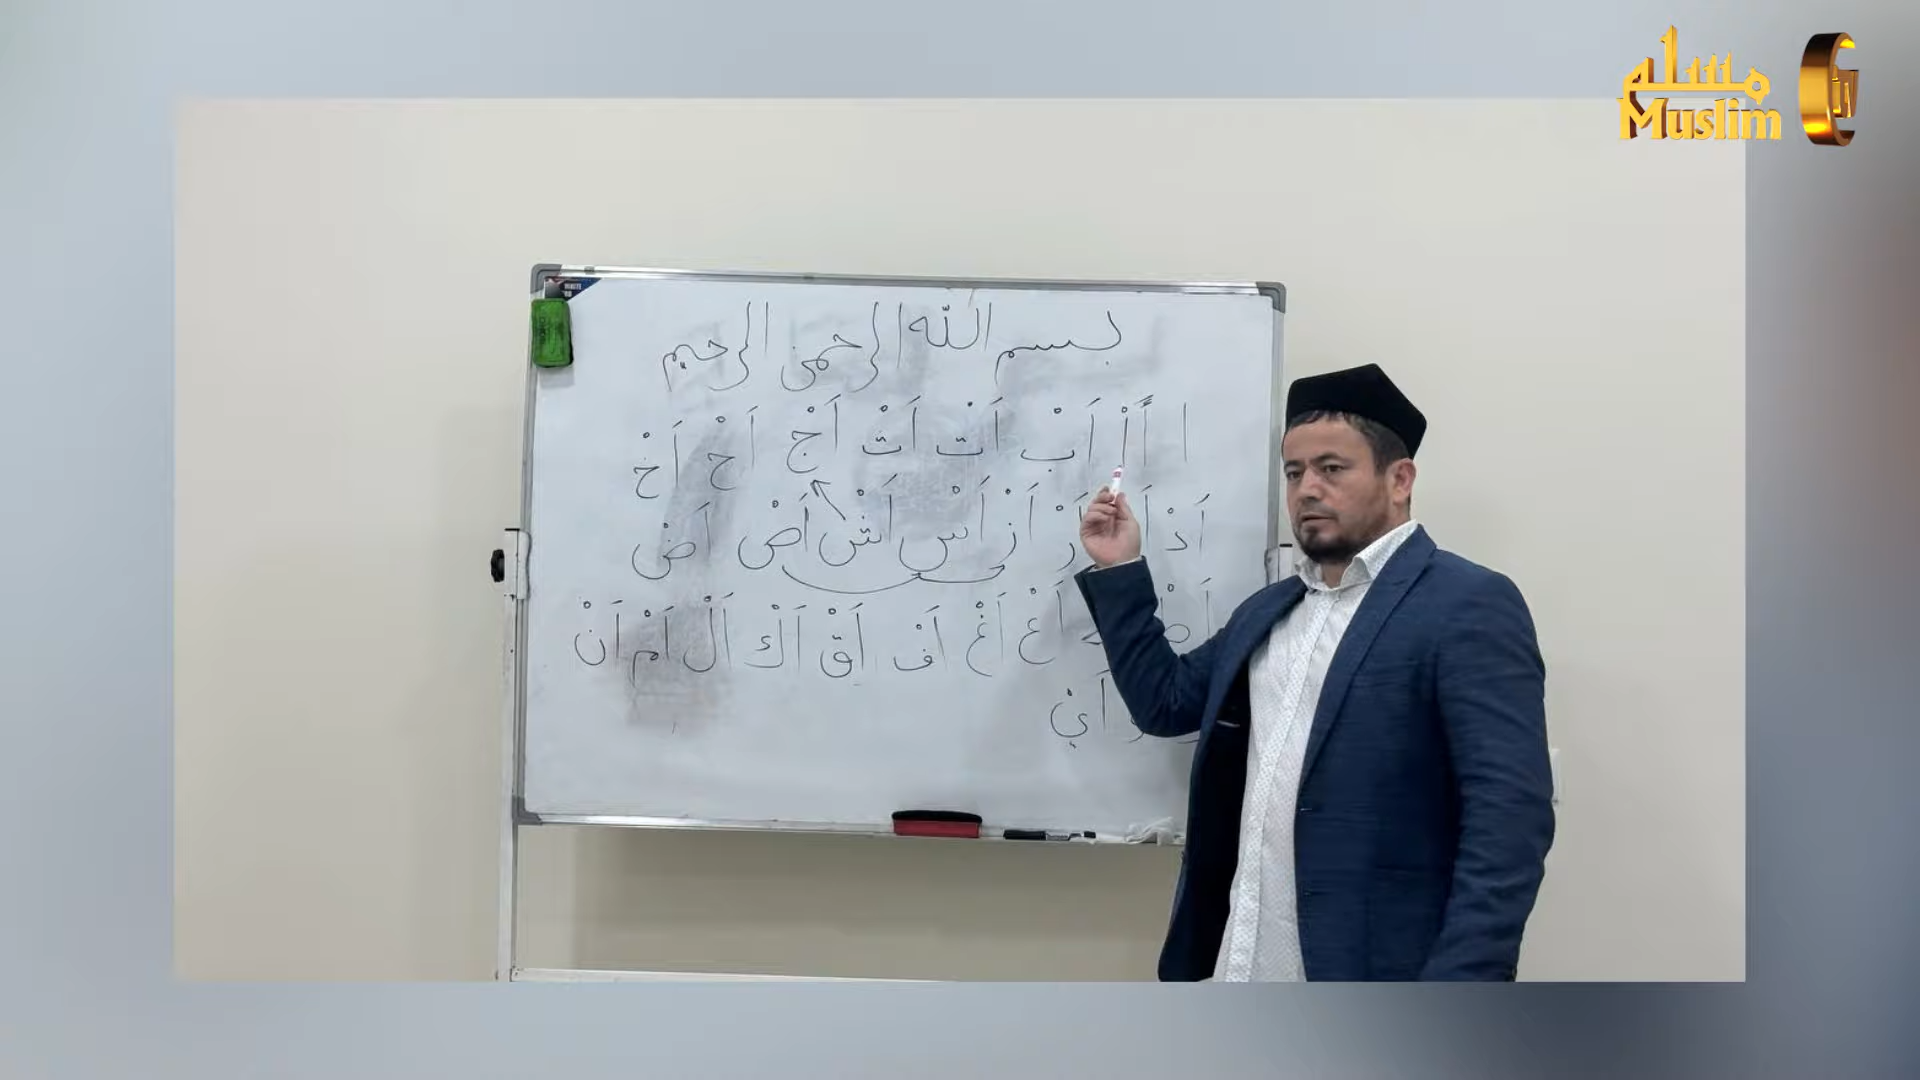 بسم الله الرحمن الرحيم
ا أً اْ اَبْ اَتْ اَثْ اَجْ اَحْ اَخْ
اَدْ اَرْ اَزْ اَسْ اَشْ اَصْ اَضْ
اَعْ اَغْ اَفْ اَقْ اَكْ اَلْ اَمْ اَنْ
اَيْ
مسلم
Muslim